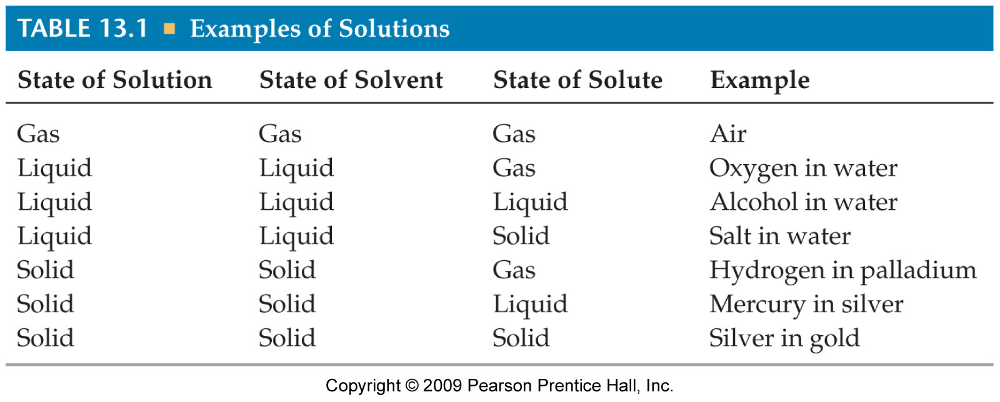 TABLE 13.1 ■ Examples of Solutions
State of Solution State of Solvent State of Solute Example
Gas Gas Gas Air
Liquid Liquid Gas Oxygen in water
Liquid Liquid Liquid Alcohol in water
Liquid Liquid Solid Salt in water
Solid Solid Gas Hydrogen in palladium
Solid Solid Liquid Mercury in silver
Solid Solid Solid Silver in gold
Copyright © 2009 Pearson Prentice Hall, Inc.